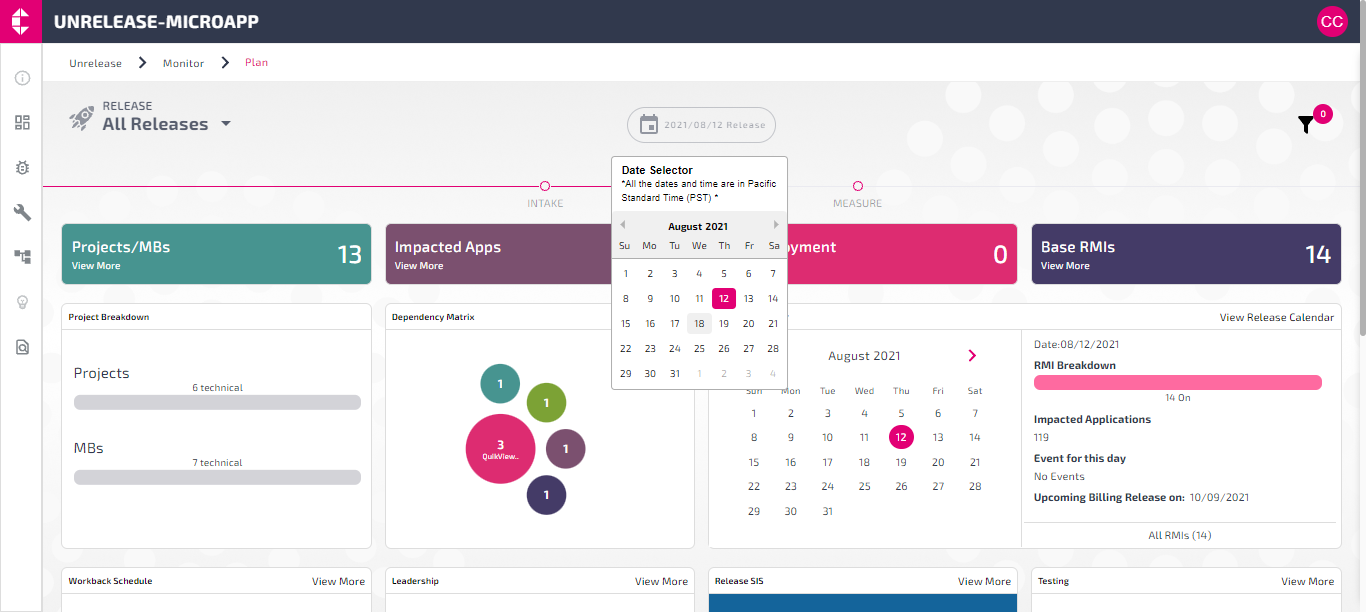 UNRELEASE-MICROAPP
CC
Unrelease Monitor Plan
RELEASE
All Releases
2021/08/12 Release
0
Date Selector
*All the dates and time are in Pacific
Standard Time (PST) *
INTAKE
MEASURE
August 2021
Su Mo Tu We Th Fr Sa
1 2 3 4 5 6 7
8 9 10 11 12 13 14
15 16 17 18 19 20 21
22 23 24 25 26 27 28
29 30 31 1 2 3 4
Projects/MBs
View More
13
Impacted Apps
View More
yment
0
Base RMIs
View More
14
Project Breakdown
Projects
6 technical
MBs
7 technical
Dependency Matrix
1
1
3
QuikView..
1
1
View Release Calendar
August 2021
Sun Mon Tue Wed Thu Fri Sat
1 2 3 4 5 6 7
8 9 10 11 12 13 14
15 16 17 18 19 20 21
22 23 24 25 26 27 28
29 30 31
Date:08/12/2021
RMI Breakdown
14 On
Impacted Applications
119
Event for this day
No Events
Upcoming Billing Release on: 10/09/2021
All RMIs (14)
Workback Schedule View More
Leadership View More
Release SIS View More
Testing View More